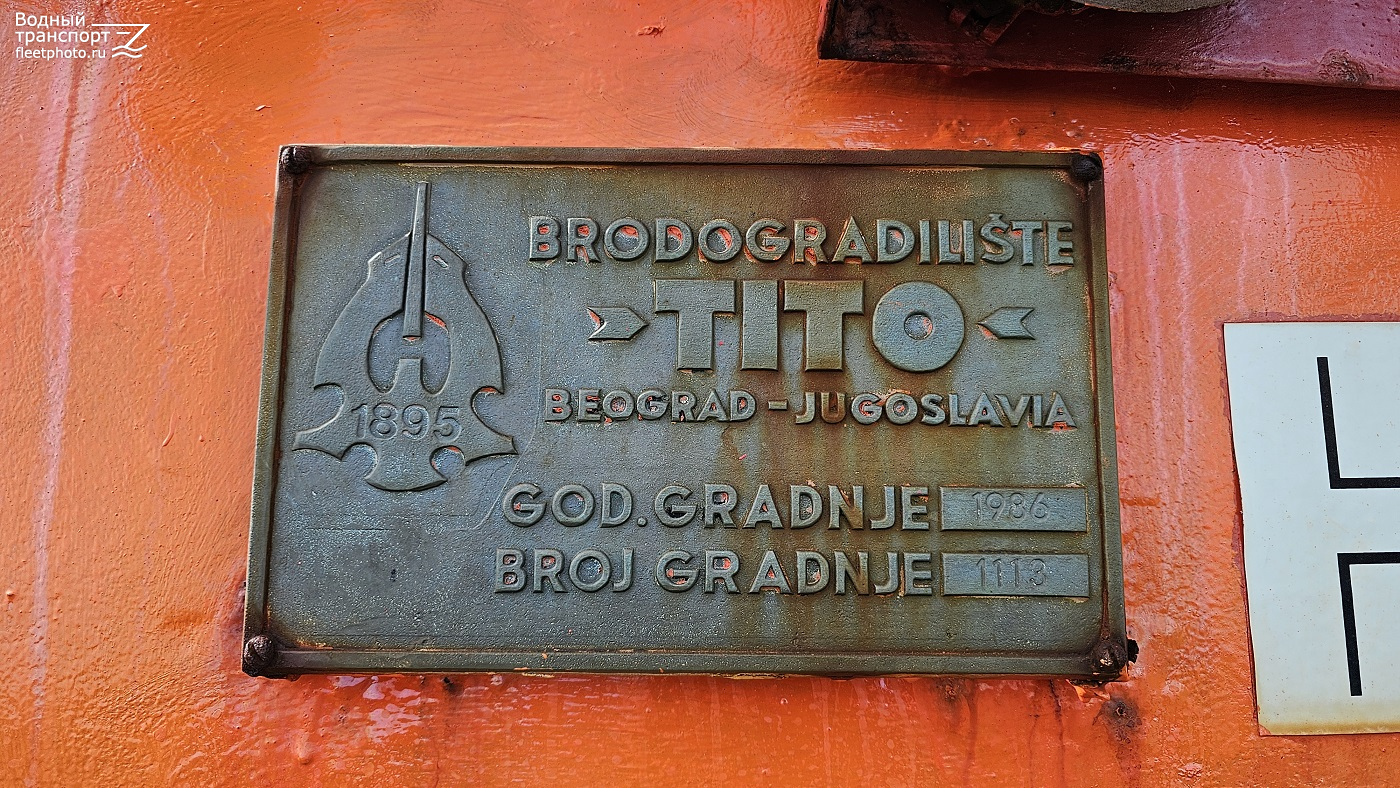 Водный
транспорт
fleetphoto.ru
BRODOGRADILIŠTE
TITO
BEOGRAD - JUGOSLAVIA
1895
GOD. GRADNJE 1986
BROJ GRADNJE 1113